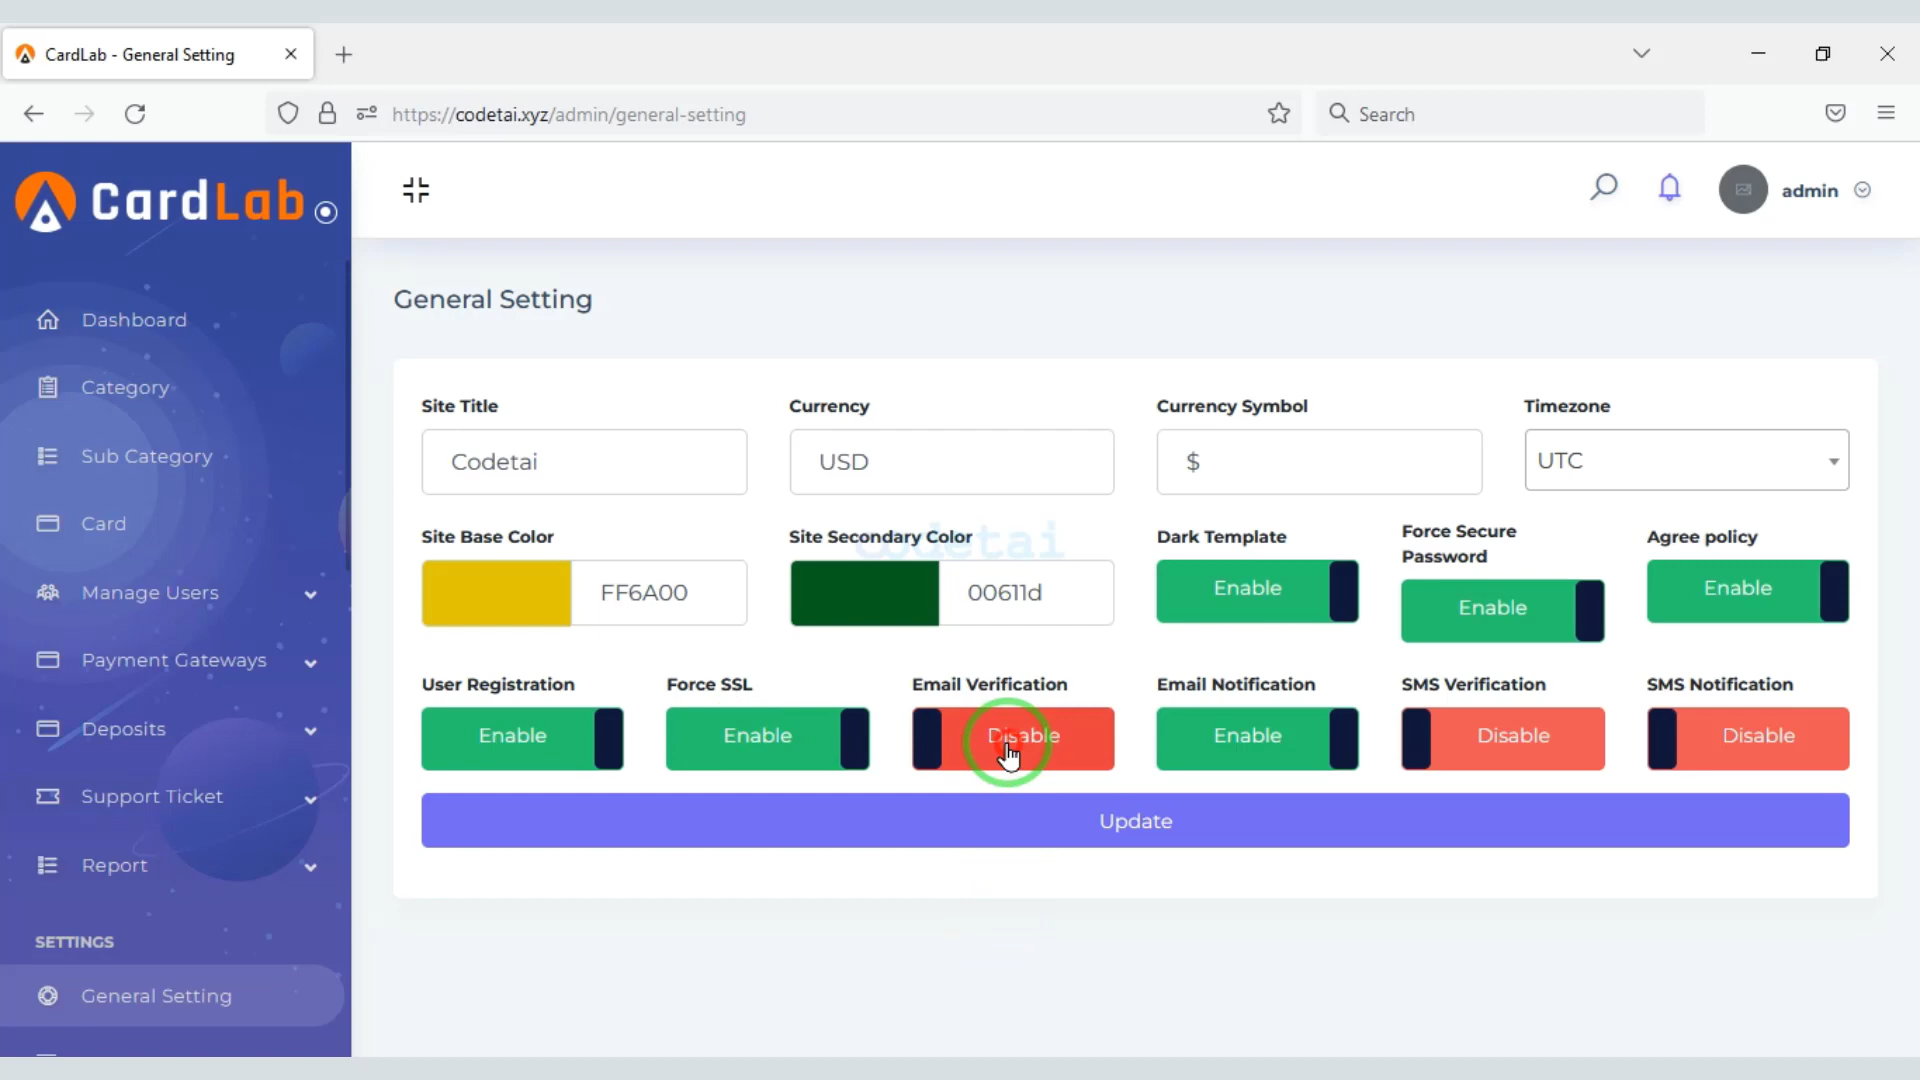 CardLab - General Setting
https://codetai.xyz/admin/general-setting
Search
CardLab
admin
Dashboard
Category
Sub Category
Card
Manage Users
Payment Gateways
Deposits
Support Ticket
Report
SETTINGS
General Setting
General Setting
Site Title
Currency
Currency Symbol
Timezone
Codetai
USD
$
UTC
Site Base Color
Site Secondary Color
Dark Template
Force Secure
Password
Agree policy
codetai
FF6A00
00611d
Enable
Enable
Enable
User Registration
Force SSL
Email Verification
Email Notification
SMS Verification
SMS Notification
Enable
Enable
Disable
Enable
Disable
Disable
Update